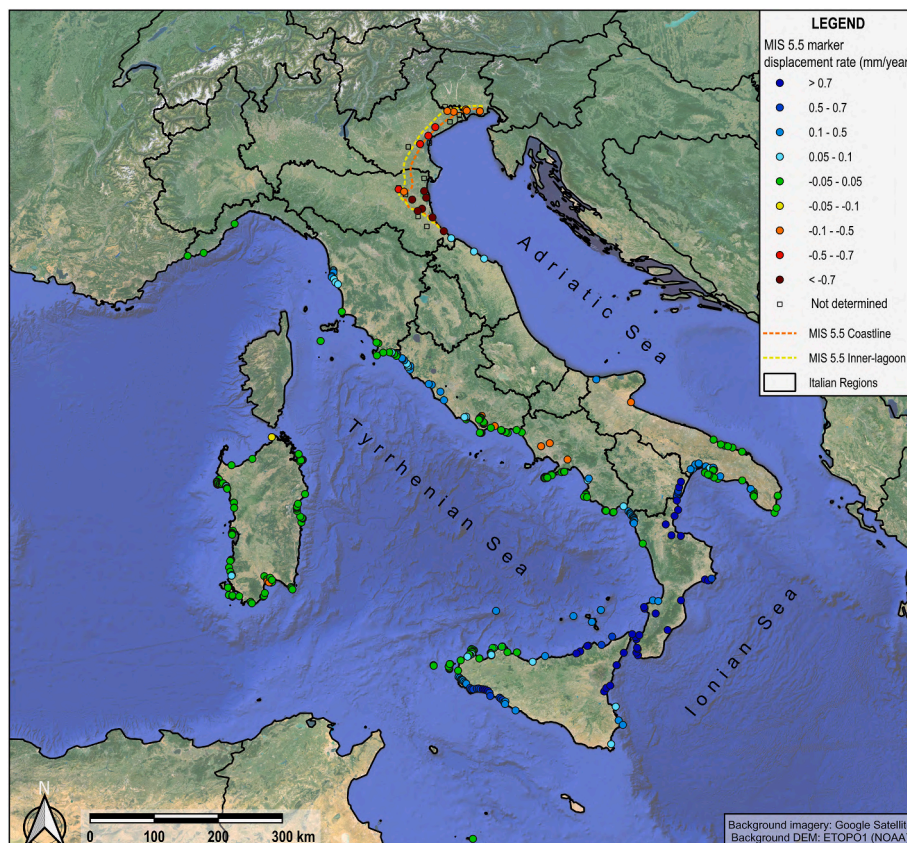 LEGEND
MIS 5.5 marker
displacement rate (mm/year)
> 0.7
0.5 - 0.7
0.1 - 0.5
0.05 - 0.1
-0.05 - 0.05
-0.05 - -0.1
-0.1 - -0.5
-0.5 - -0.7
< -0.7
Not determined
MIS 5.5 Coastline
MIS 5.5 Inner-lagoon
Italian Regions
Adriatic Sea
Tyrrhenian Sea
Ionian Sea
N
0 100 200 300 km
Background imagery: Google Satellit
Background DEM: ETOPO1 (NOAA)